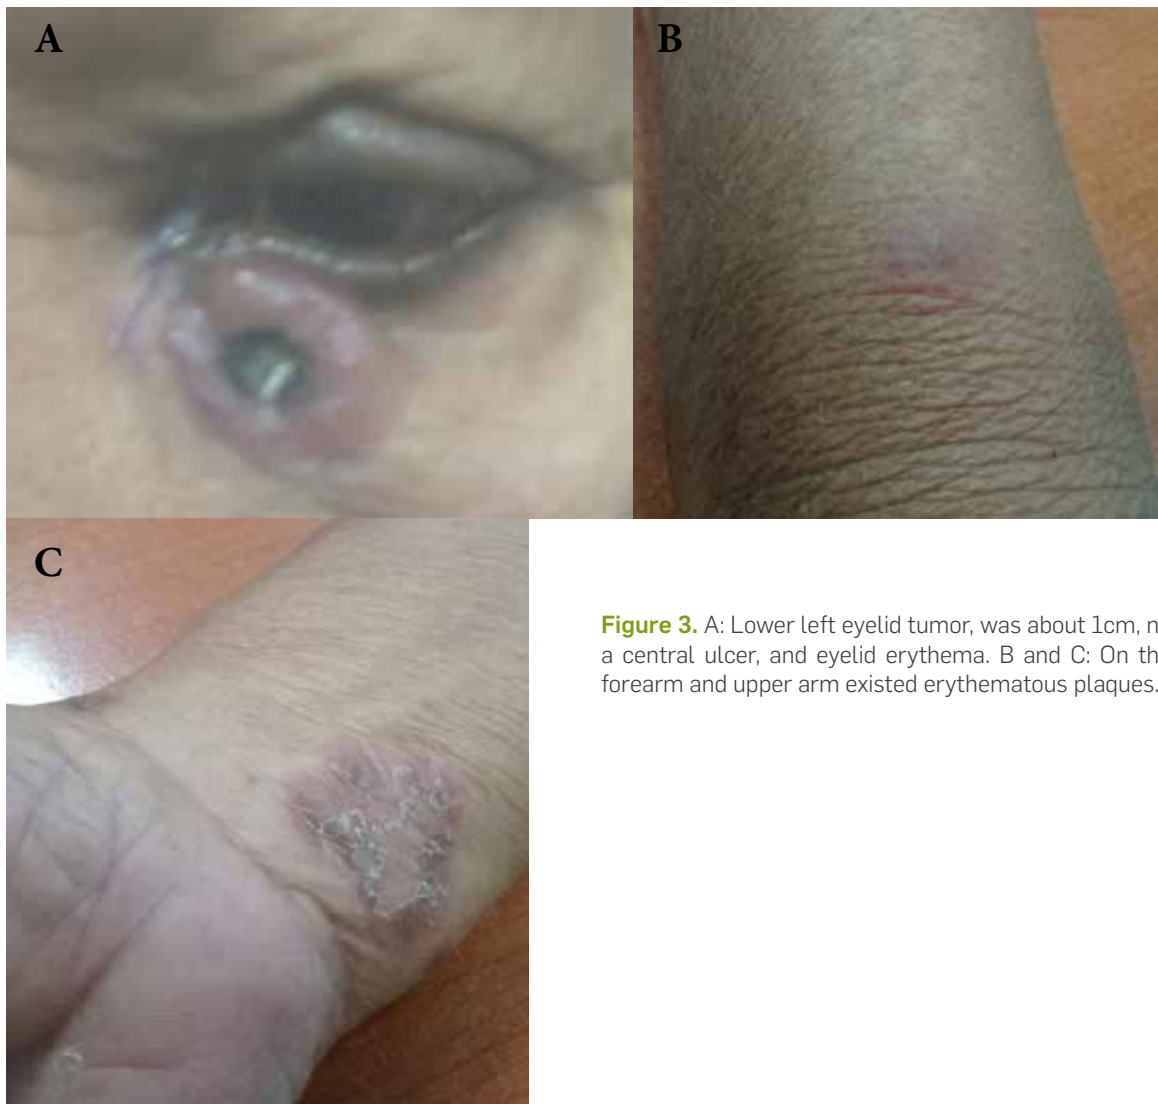 A
B
C
Figure 3. A: Lower left eyelid tumor, was about 1cm,
a central ulcer, and eyelid erythema. B and C: On
forearm and upper arm existed erythematous plaques.